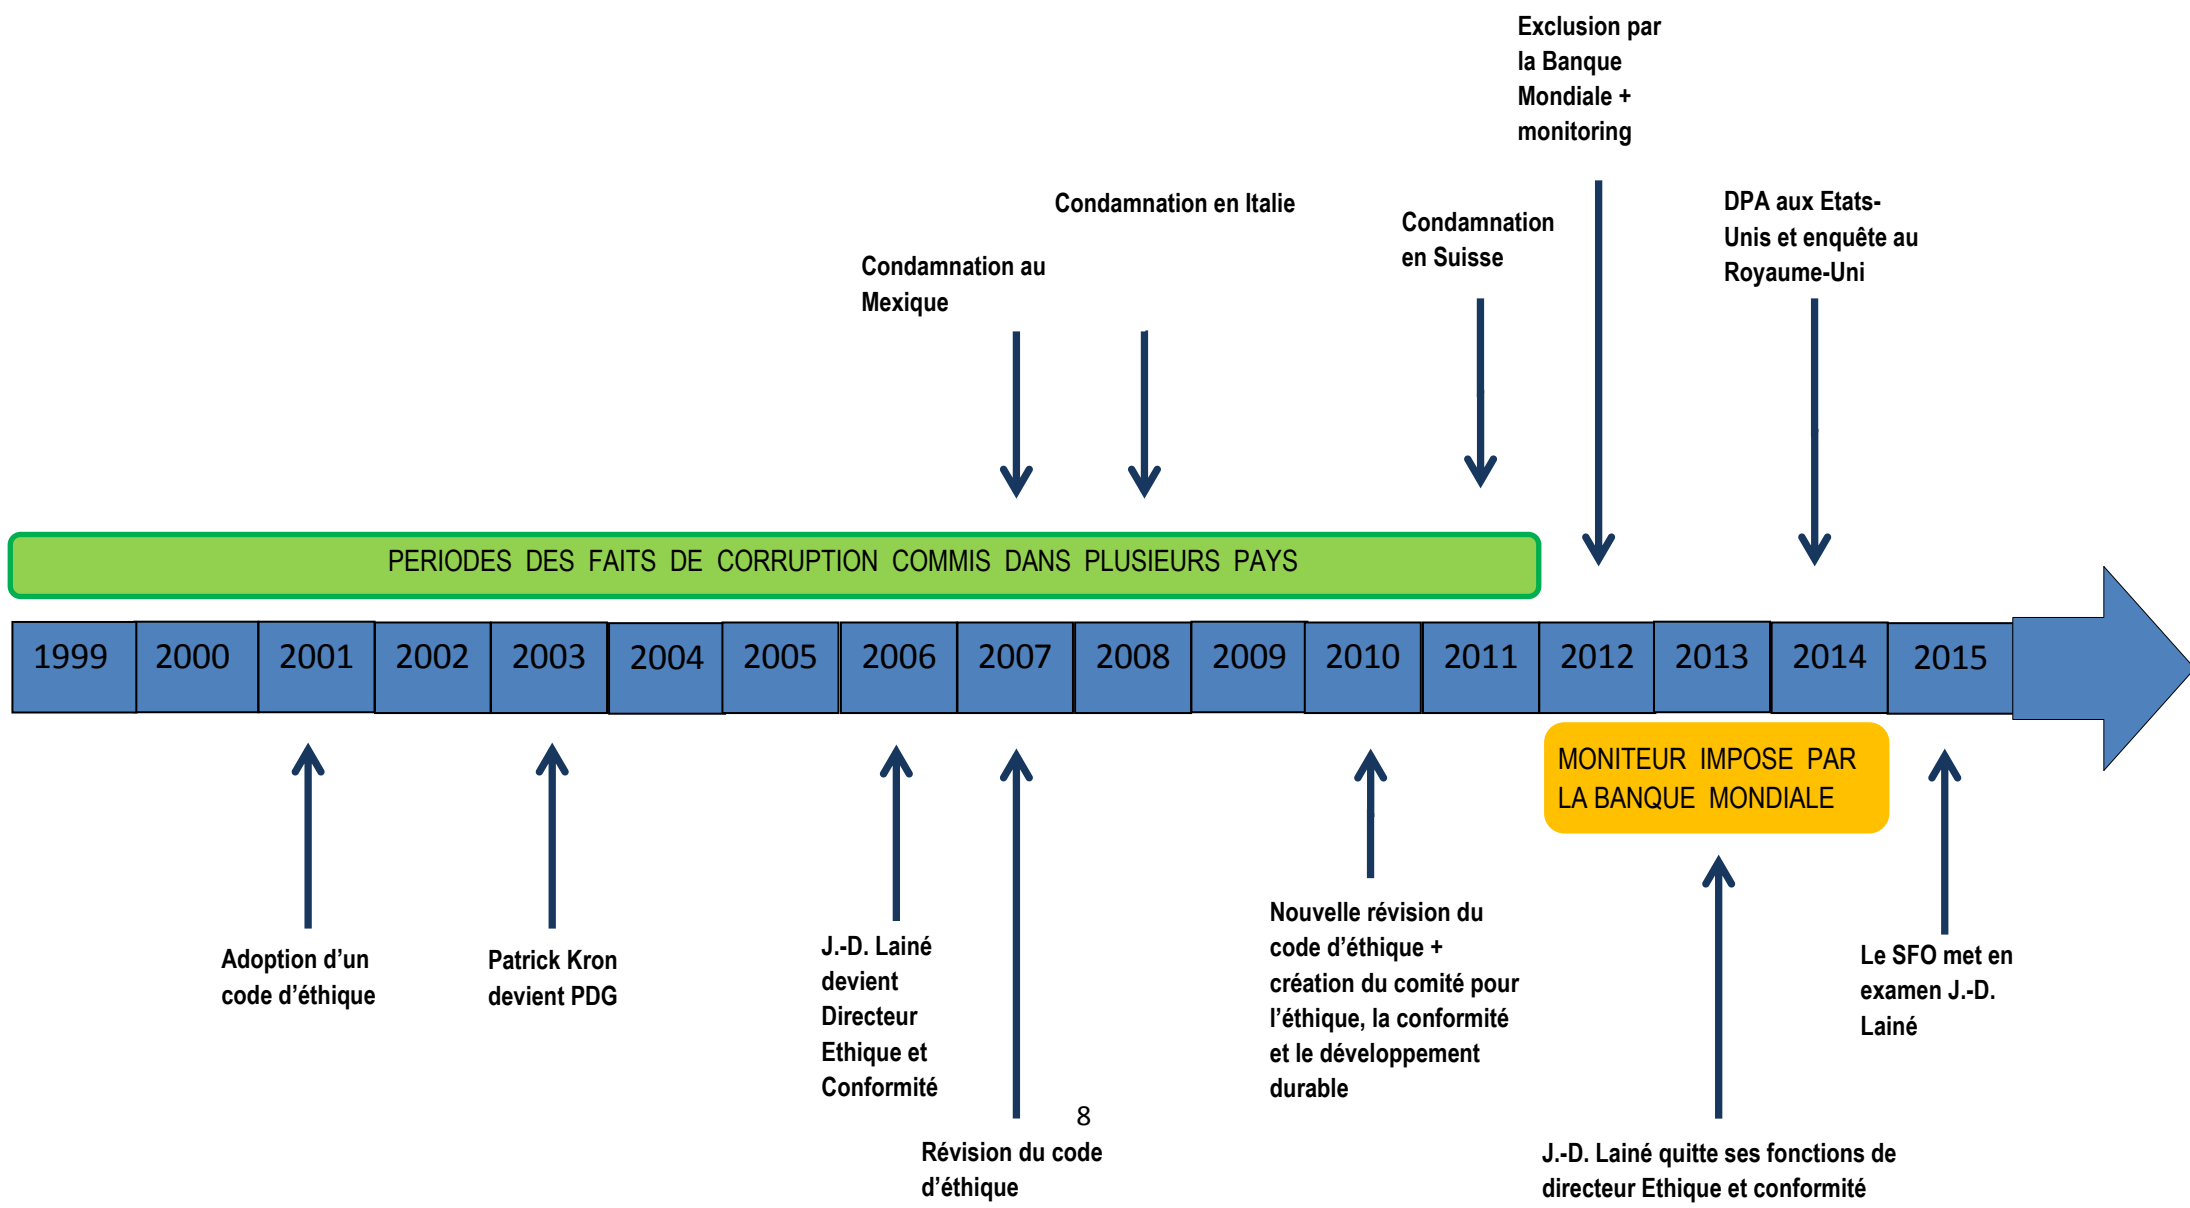 Exclusion par
la Banque
Mondiale +
monitoring
Condamnation en Italie
DPA aux Etats-
Unis et enquête au
Royaume-Uni
Condamnation
en Suisse
Condamnation au
Mexique
PERIODES DES FAITS DE CORRUPTION COMMIS DANS PLUSIEURS PAYS
1999 2000 2001 2002 2003 2004 2005 2006 2007 2008 2009 2010 2011 2012 2013 2014 2015
MONITEUR IMPOSE PAR
LA BANQUE MONDIALE
Adoption d’un
code d’éthique
Patrick Kron
devient PDG
J.-D. Lainé
devient
Directeur
Ethique et
Conformité
Nouvelle révision du
code d’éthique +
création du comité pour
l’éthique, la conformité
et le développement
durable
Le SFO met en
examen J.-D.
Lainé
8
Révision du code
d’éthique
J.-D. Lainé quitte ses fonctions de
directeur Ethique et conformité